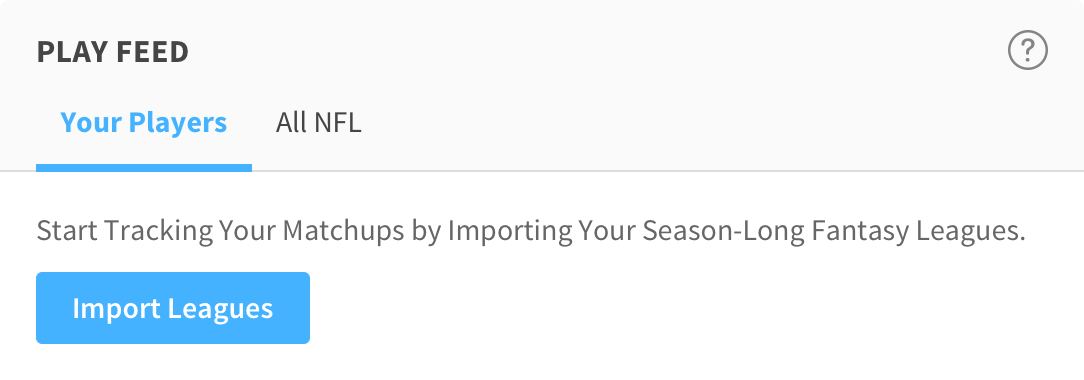 PLAY FEED
?
Your Players
All NFL
Start Tracking Your Matchups by Importing Your Season-Long Fantasy Leagues.
Import Leagues